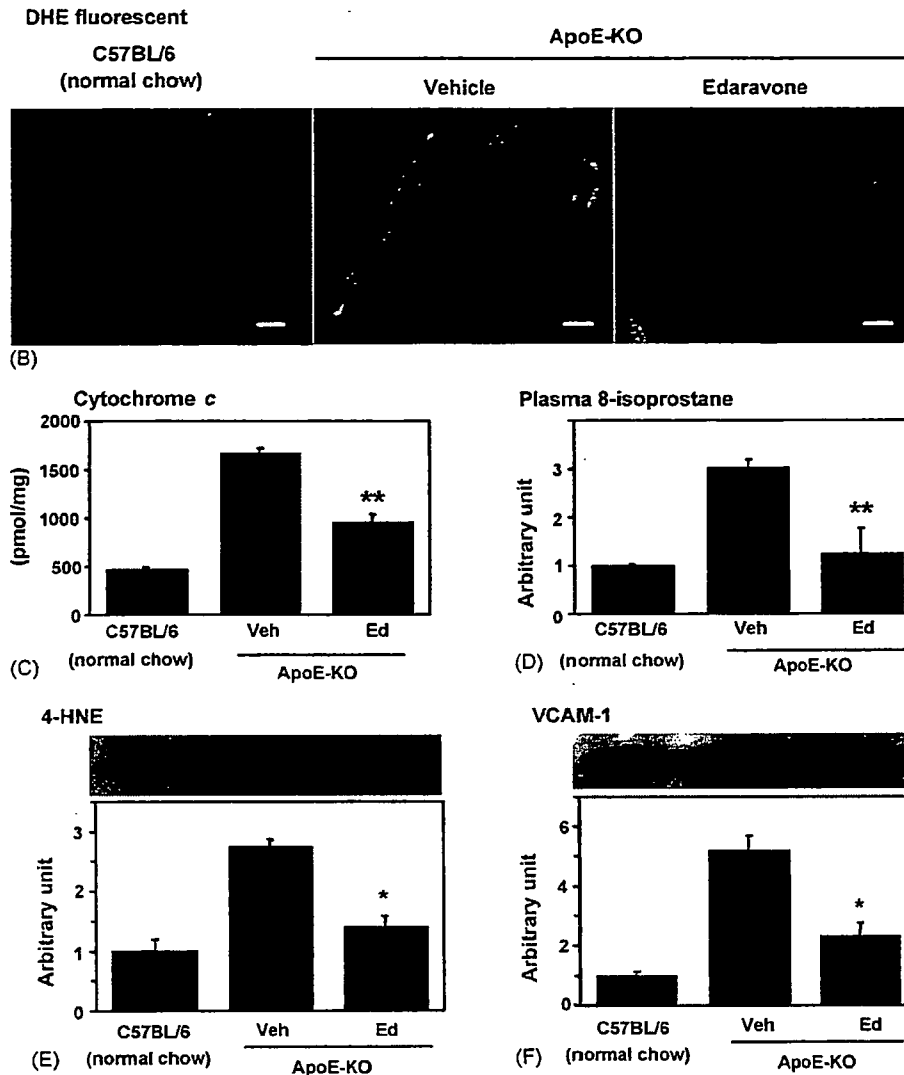 DHE fluorescent
C57BL/6
(normal chow)
ApoE-KO
Vehicle
Edaravone
(B)
Cytochrome c
2000
1500
1000
500
0
(pmol/mg)
**
C57BL/6
(normal chow)
Veh
Ed
ApoE-KO
(C)
Plasma 8-isoprostane
3
2
1
0
Arbitrary unit
**
C57BL/6
(normal chow)
Veh
Ed
ApoE-KO
(D)
4-HNE
3
2
1
0
Arbitrary unit
*
C57BL/6
(normal chow)
Veh
Ed
ApoE-KO
(E)
VCAM-1
6
4
2
0
Arbitrary unit
*
C57BL/6
(normal chow)
Veh
Ed
ApoE-KO
(F)